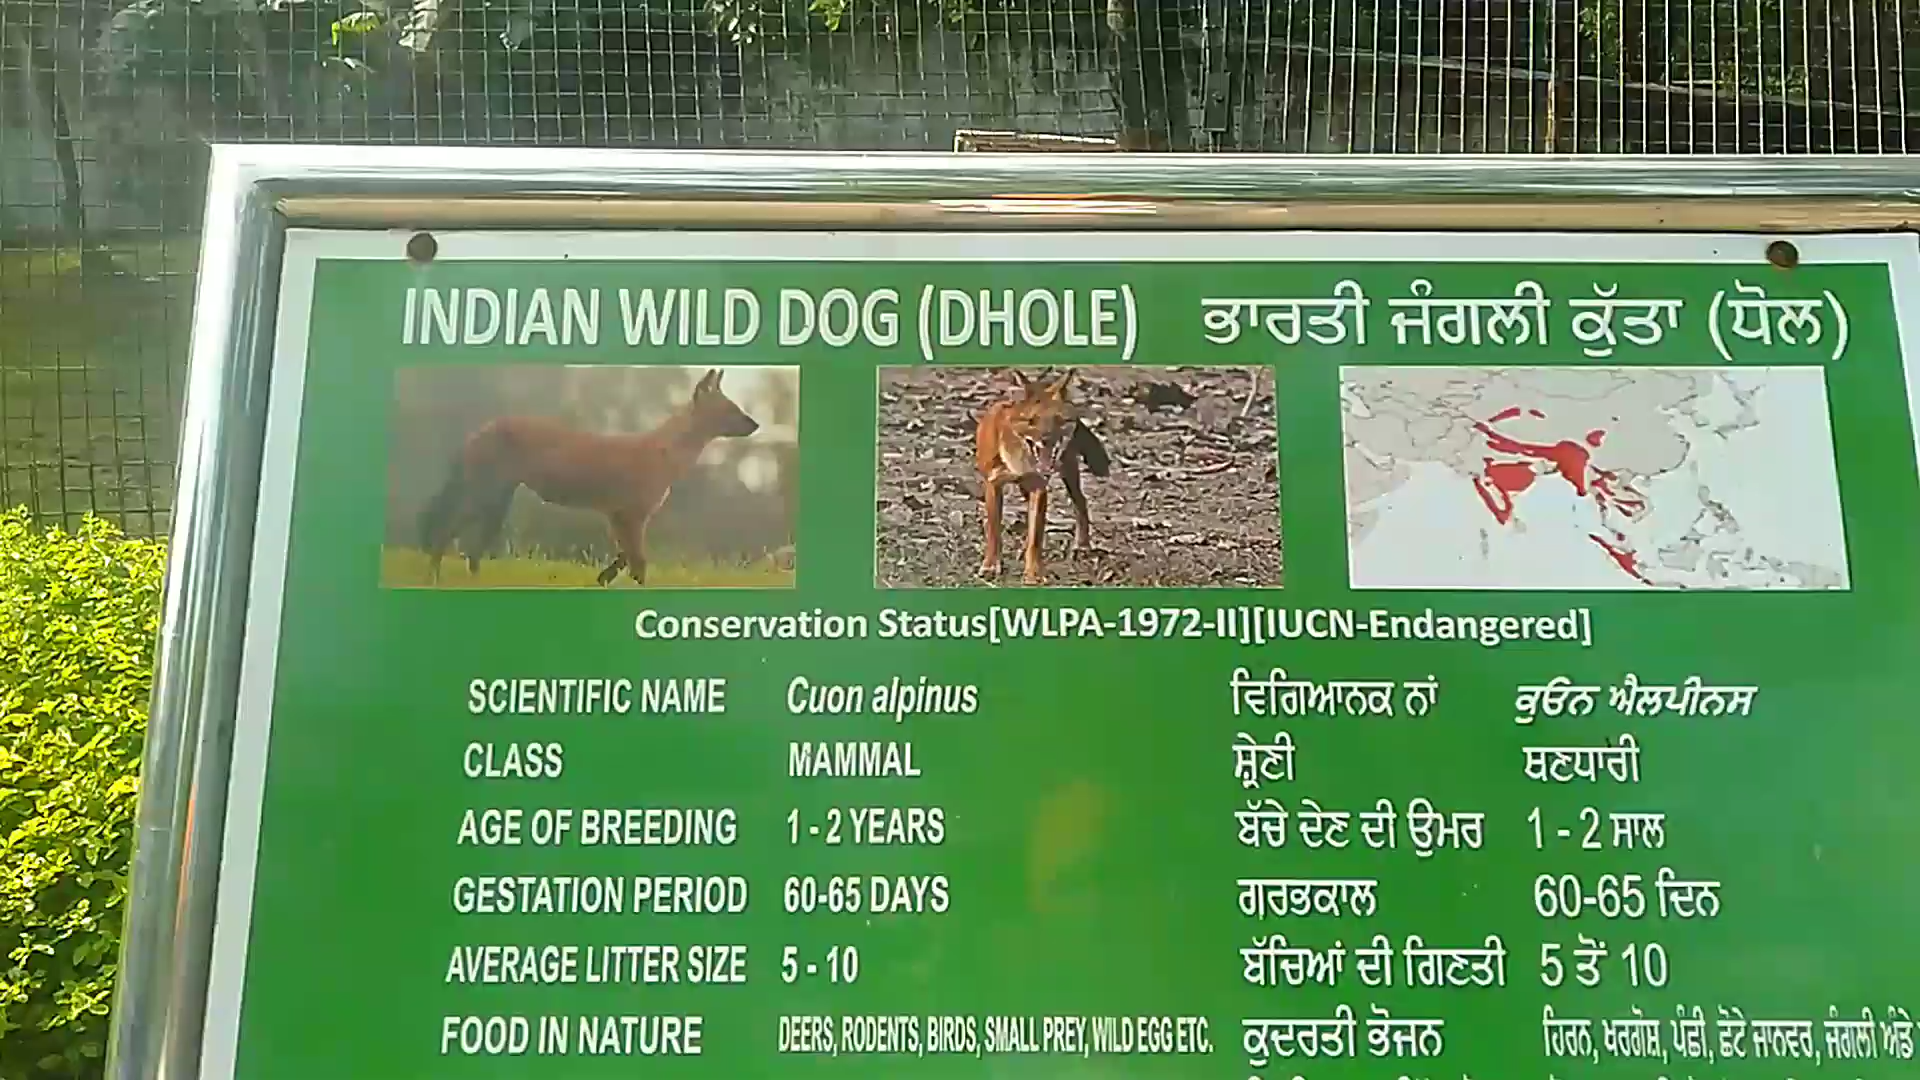 INDIAN WILD DOG (DHOLE) ਭਾਰਤੀ ਜੰਗਲੀ ਕੁੱਤਾ (ਧੋਲ)
Conservation Status[WLPA-1972-II][IUCN-Endangered]
SCIENTIFIC NAME Cuon alpinus ਵਿਗਿਆਨਕ ਨਾਂ ਕੁਓਨ ਐਲਪੀਨਸ
CLASS MAMMAL ਸ਼੍ਰੇਣੀ ਥਣਧਾਰੀ
AGE OF BREEDING 1 - 2 YEARS ਬੱਚੇ ਦੇਣ ਦੀ ਉਮਰ 1 - 2 ਸਾਲ
GESTATION PERIOD 60-65 DAYS ਗਰਭਕਾਲ 60-65 ਦਿਨ
AVERAGE LITTER SIZE 5 - 10 ਬੱਚਿਆਂ ਦੀ ਗਿਣਤੀ 5 ਤੋਂ 10
FOOD IN NATURE DEERS, RODENTS, BIRDS, SMALL PREY, WILD EGG ETC. ਕੁਦਰਤੀ ਭੋਜਨ ਹਿਰਨ, ਖਰਗੋਸ਼, ਪੰਛੀ, ਛੋਟੇ ਜਾਨਵਰ, ਜੰਗਲੀ ਅੰਡੇ